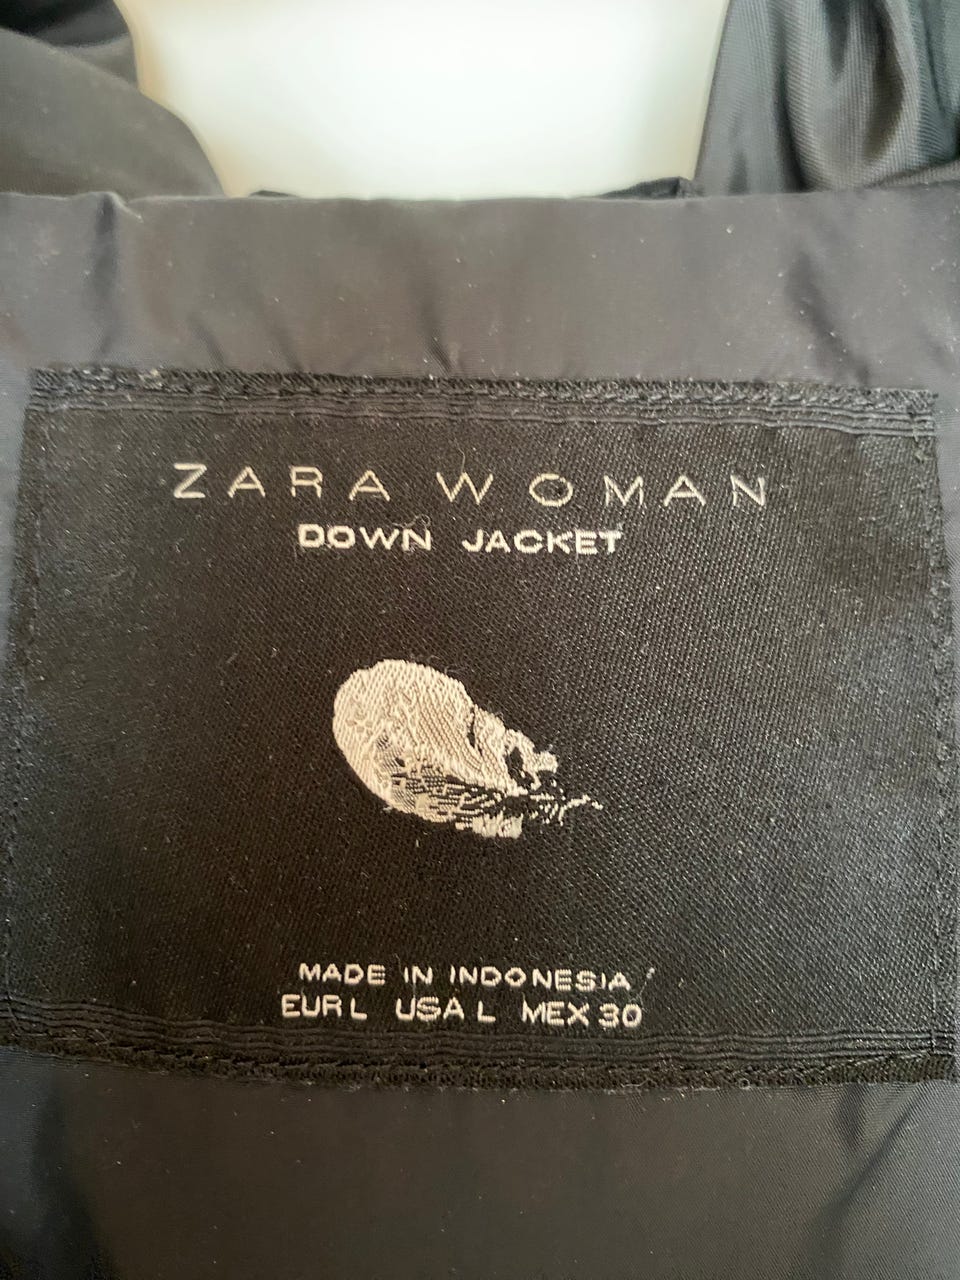 ZARA WOMAN
DOWN JACKET
MADE IN INDONESIA
EUR L USA L MEX 30